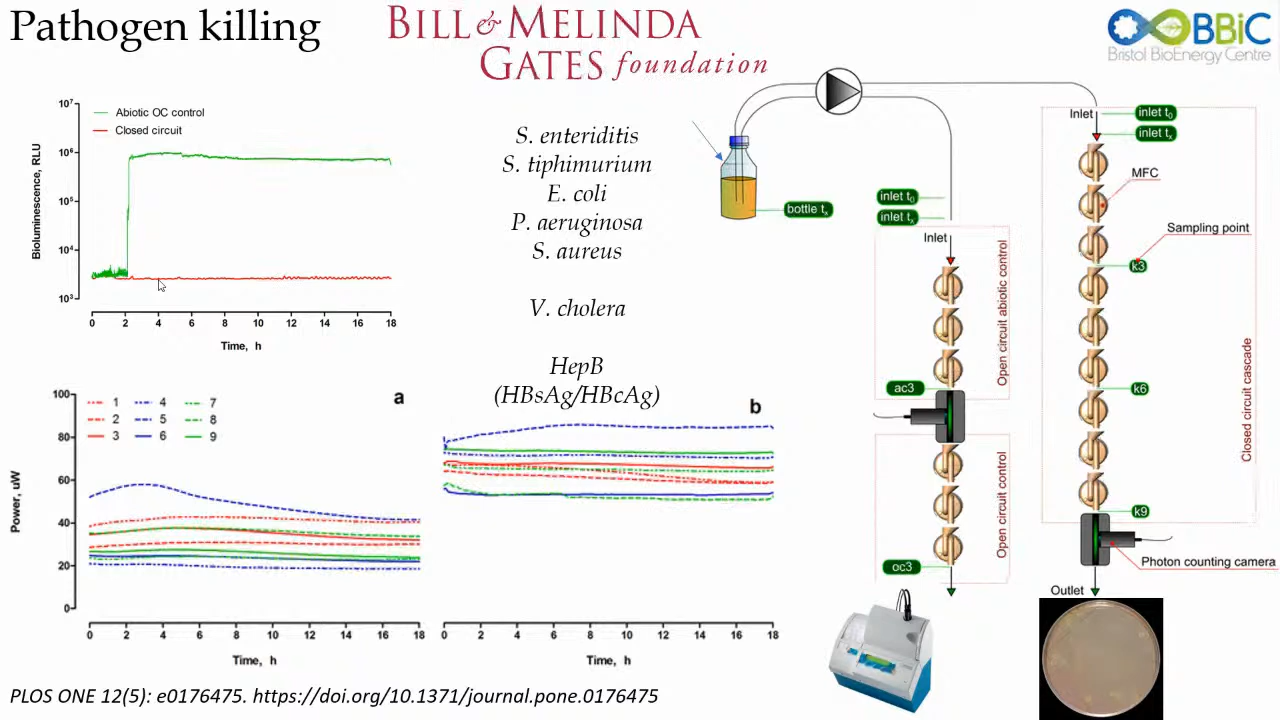 Pathogen killing
BILL & MELINDA
GATES foundation
BBiC
Bristol BioEnergy Centre
Abiotic OC control
Closed circuit
Bioluminescence, RLU
10⁷
10⁶
10⁵
10⁴
10³
0 2 4 6 8 10 12 14 16 18
Time, h
S. enteriditis
S. tiphimurium
E. coli
P. aeruginosa
S. aureus
V. cholera
HepB
(HBsAg/HBcAg)
bottle tₓ
inlet t₀
inlet tₓ
Inlet
Open circuit abiotic control
ac3
Open circuit control
oc3
Inlet
inlet t₀
inlet tₓ
MFC
Sampling point
k3
k6
k9
Closed circuit cascade
Photon counting camera
Outlet
a
1 4 7
2 5 8
3 6 9
Power, uW
100
80
60
40
20
0
0 2 4 6 8 10 12 14 16 18
Time, h
b
0 2 4 6 8 10 12 14 16 18
Time, h
PLOS ONE 12(5): e0176475. https://doi.org/10.1371/journal.pone.0176475